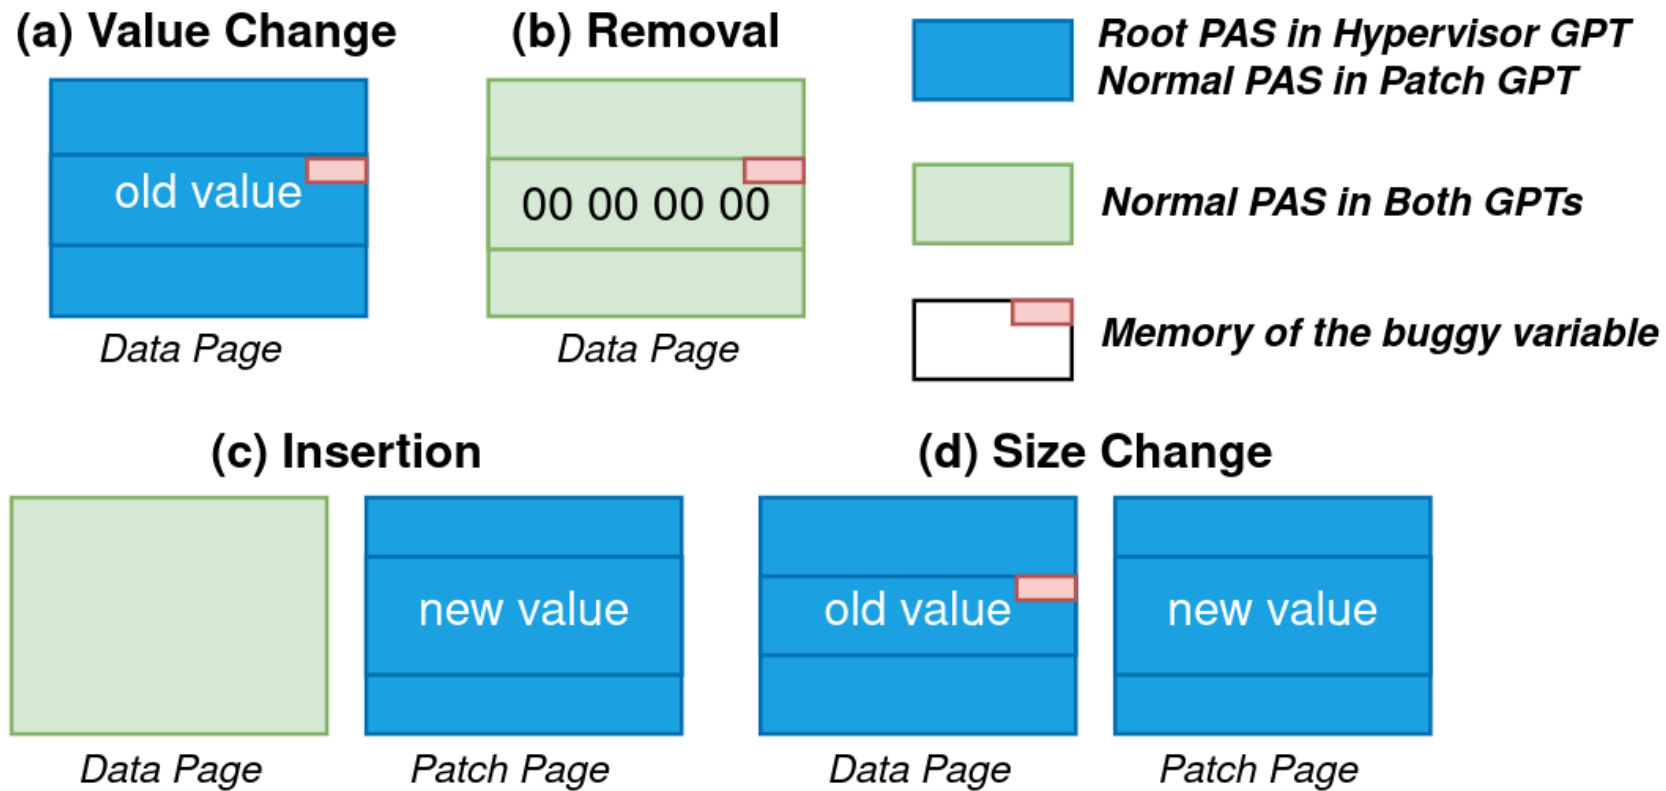 (a) Value Change
(b) Removal
Root PAS in Hypervisor GPT
Normal PAS in Patch GPT
old value
00 00 00 00
Normal PAS in Both GPTs
Data Page
Data Page
Memory of the buggy variable
(c) Insertion
(d) Size Change
new value
old value
new value
Data Page
Patch Page
Data Page
Patch Page